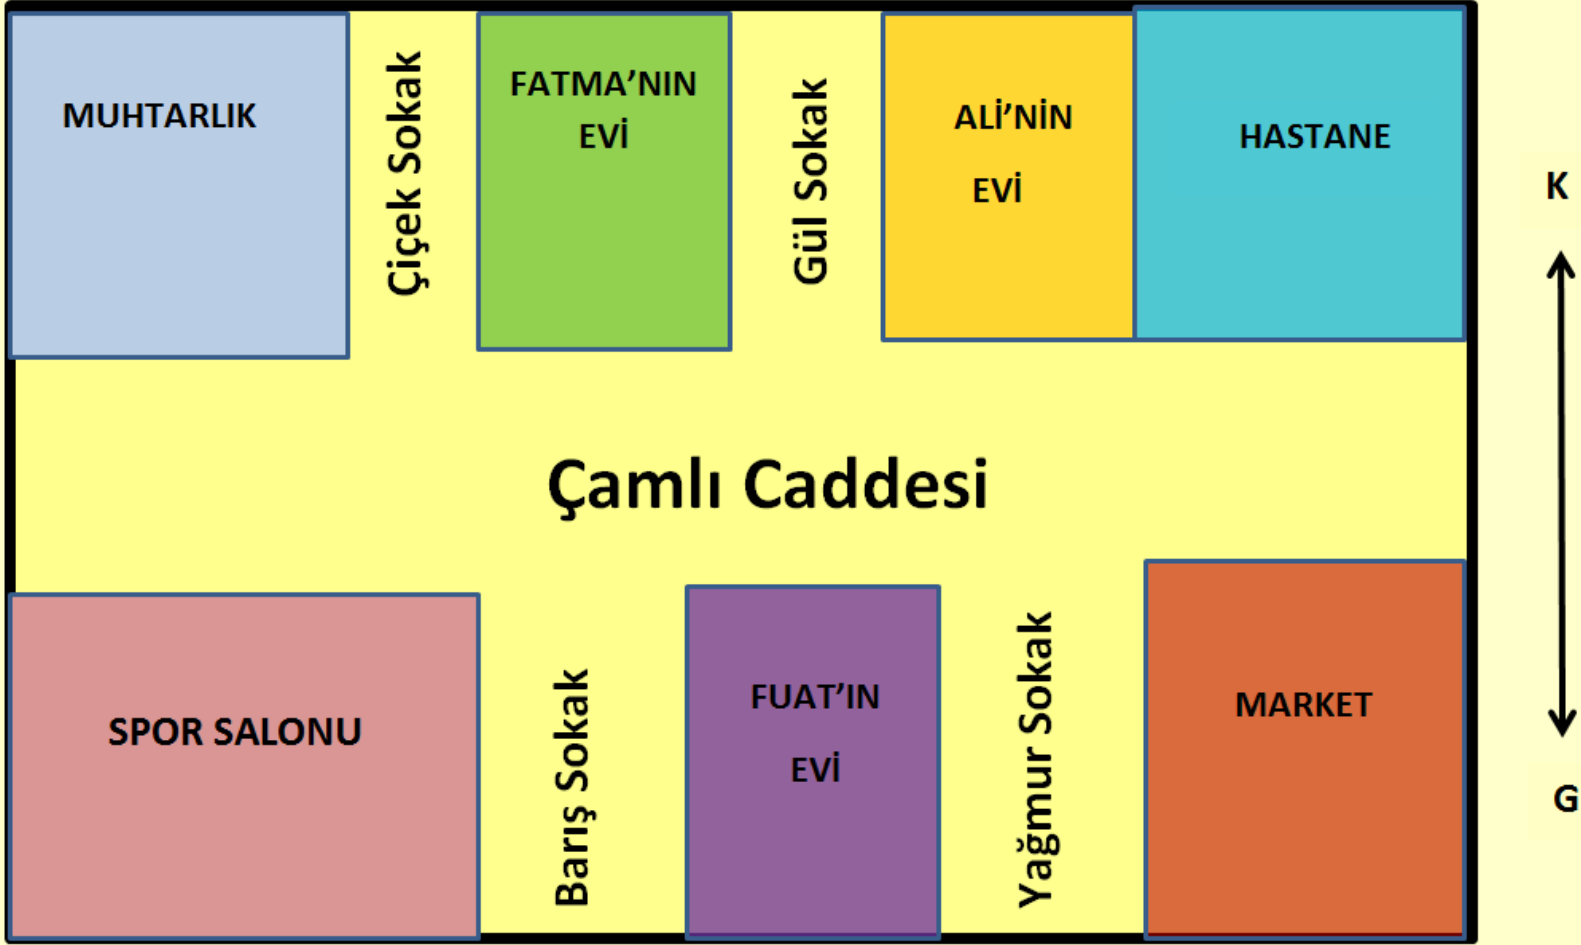 MUHTARLIK
Çiçek Sokak
FATMA’NIN
EVİ
Gül Sokak
ALİ’NİN
EVİ
HASTANE
K
Çamlı Caddesi
SPOR SALONU
Barış Sokak
FUAT’IN
EVİ
Yağmur Sokak
MARKET
G